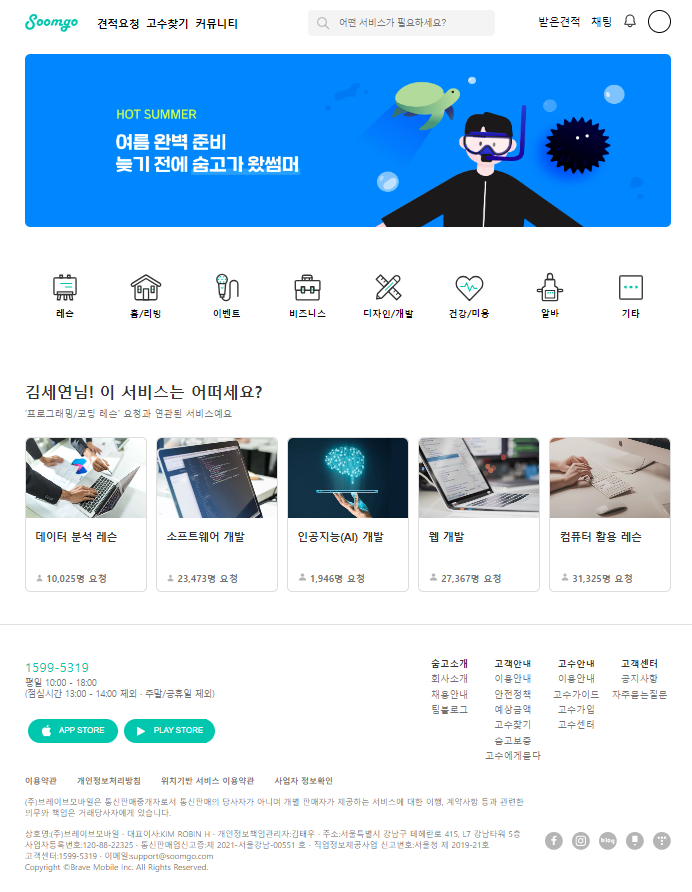 Soomgo 견적요청 고수찾기 커뮤니티 어떤 서비스가 필요하세요? 받은견적 채팅
HOT SUMMER
여름 완벽 준비
늦기 전에 숨고가 왔썸머
레슨 홈/리빙 이벤트 비즈니스 디자인/개발 건강/미용 알바 기타
김세연님! 이 서비스는 어떠세요?
'프로그래밍/코딩 레슨' 요청과 연관된 서비스예요
데이터 분석 레슨 소프트웨어 개발 인공지능(AI) 개발 웹 개발 컴퓨터 활용 레슨
10,025명 요청 23,473명 요청 1,946명 요청 27,367명 요청 31,325명 요청
1599-5319
평일 10:00 - 18:00
(점심시간 13:00 - 14:00 제외 · 주말/공휴일 제외)
APP STORE PLAY STORE
숨고소개
회사소개
채용안내
팀블로그
고객안내
이용안내
안전정책
예상금액
고수찾기
숨고보증
고수에게묻다
고수안내
이용안내
고수가이드
고수가입
고수센터
고객센터
공지사항
자주묻는질문
이용약관 개인정보처리방침 위치기반 서비스 이용약관 사업자 정보확인
(주)브레이브모바일은 통신판매중개자로서 통신판매의 당사자가 아니며 개별 판매자가 제공하는 서비스에 대한 이행, 계약사항 등과 관련한
의무와 책임은 거래당사자에게 있습니다.
상호명:(주)브레이브모바일 · 대표이사:KIM ROBIN H · 개인정보책임관리자:김태우 · 주소:서울특별시 강남구 테헤란로 415, L7 강남타워 5층
사업자등록번호:120-88-22325 · 통신판매업신고증:제 2021-서울강남-00551 호 · 직업정보제공사업 신고번호:서울청 제 2019-21호
고객센터:1599-5319 · 이메일:support@soomgo.com
Copyright ©Brave Mobile Inc. All Rights Reserved.
blog